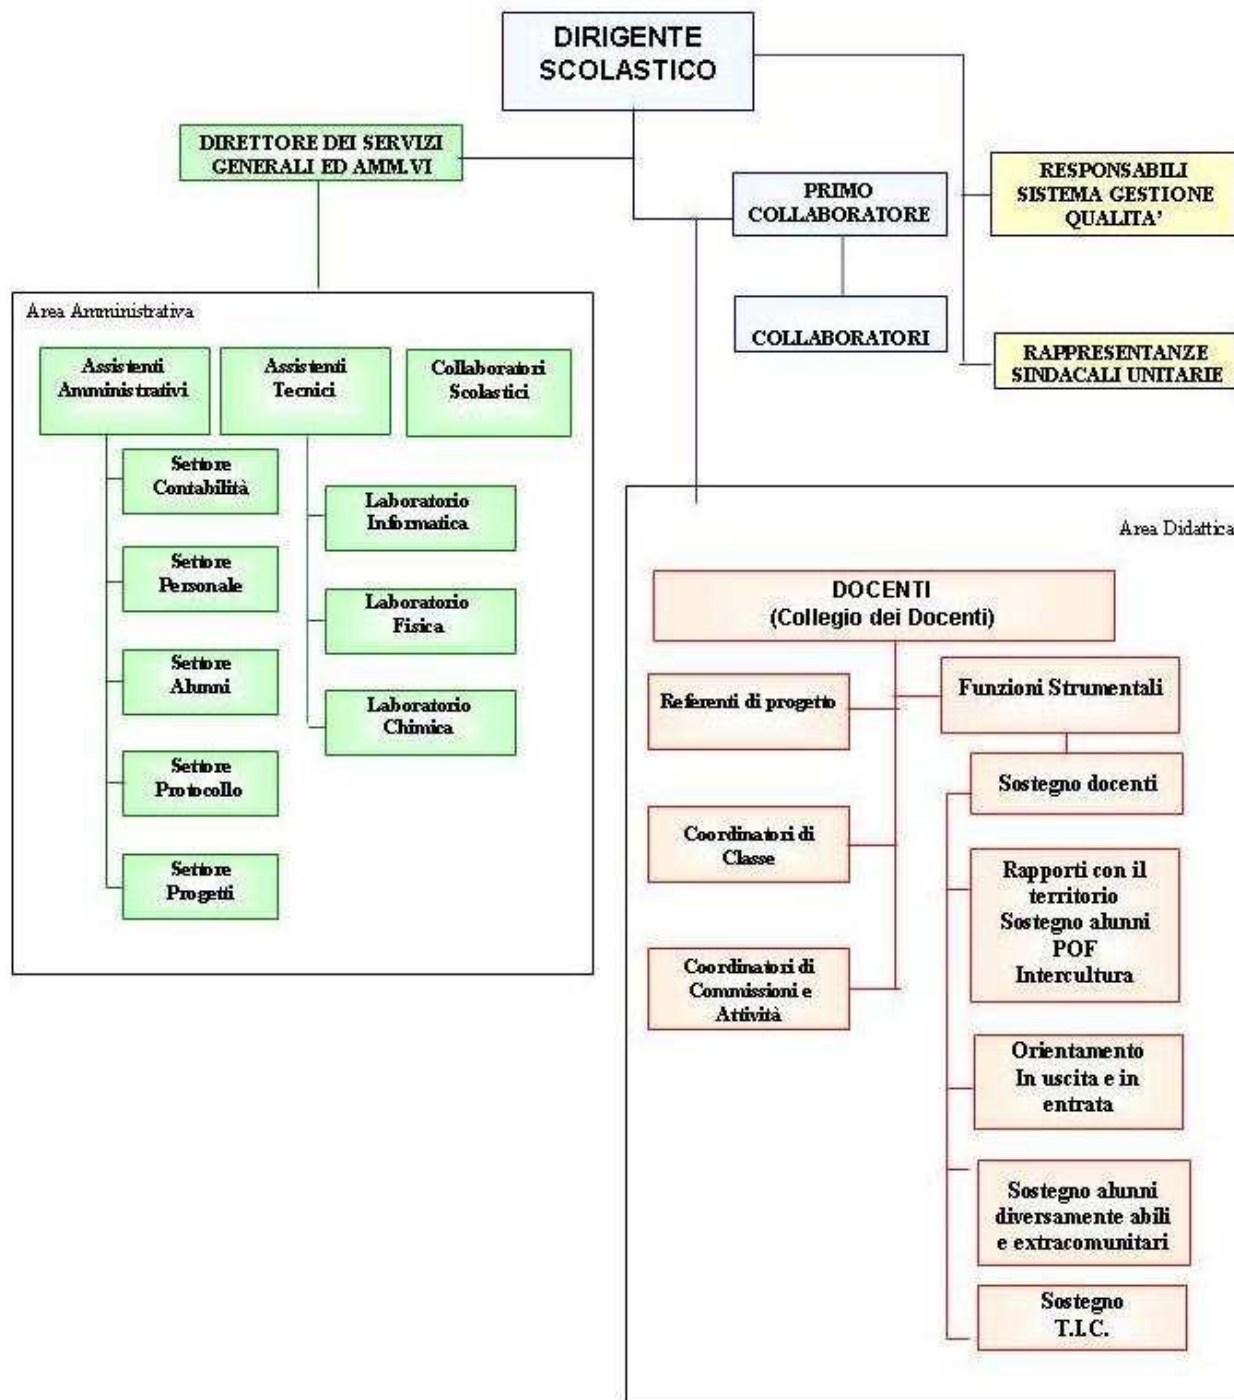 DIRIGENTE
SCOLASTICO
DIRETTORE DEI SERVIZI
GENERALI ED AMM.VI
PRIMO
COLLABORATORE
RESPONSABILI
SISTEMA GESTIONE
QUALITA’
COLLABORATORI
RAPPRESENTANZE
SINDACALI UNITARIE
Area Amministrativa
Assistenti
Amministrativi
Assistenti
Tecnici
Collaboratori
Scolastici
Settore
Contabilità
Settore
Personale
Settore
Alunni
Settore
Protocollo
Settore
Progetti
Laboratorio
Informatica
Laboratorio
Fisica
Laboratorio
Chimica
Area Didattica
DOCENTI
(Collegio dei Docenti)
Referenti di progetto
Coordinatori di
Classe
Coordinatori di
Commissioni e
Attività
Funzioni Strumentali
Sostegno docenti
Rapporti con il
territorio
Sostegno alunni
POF
Intercultura
Orientamento
In uscita e in
entrata
Sostegno alunni
diversamente abili
e extracomunitari
Sostegno
T.I.C.